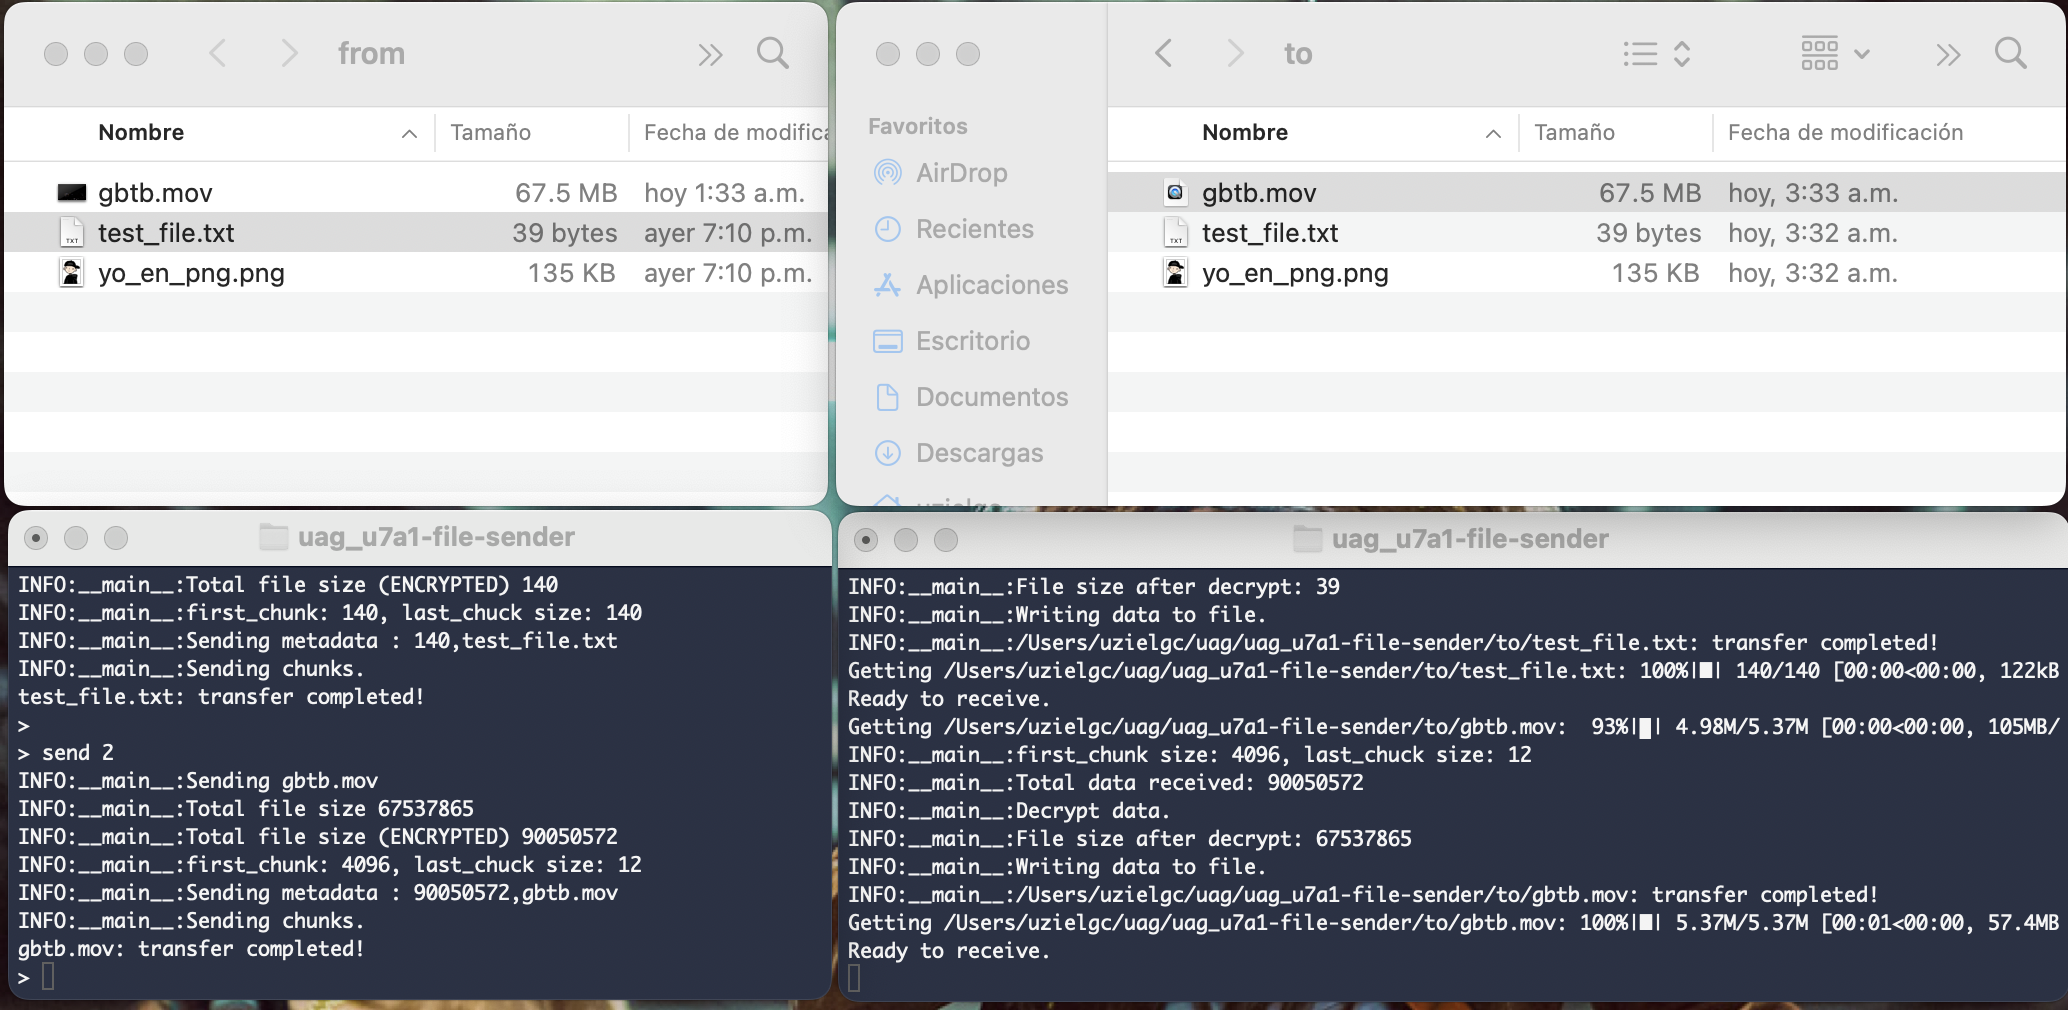 from
Nombre Tamaño Fecha de modifica
gbtb.mov 67.5 MB hoy 1:33 a.m.
test_file.txt 39 bytes ayer 7:10 p.m.
yo_en_png.png 135 KB ayer 7:10 p.m.
to
Favoritos
AirDrop
Recientes
Aplicaciones
Escritorio
Documentos
Descargas
uzielgc
Nombre Tamaño Fecha de modificación
gbtb.mov 67.5 MB hoy, 3:33 a.m.
test_file.txt 39 bytes hoy, 3:32 a.m.
yo_en_png.png 135 KB hoy, 3:32 a.m.
uag_u7a1-file-sender
INFO:__main__:Total file size (ENCRYPTED) 140
INFO:__main__:first_chunk: 140, last_chuck size: 140
INFO:__main__:Sending metadata : 140,test_file.txt
INFO:__main__:Sending chunks.
test_file.txt: transfer completed!
>
> send 2
INFO:__main__:Sending gbtb.mov
INFO:__main__:Total file size 67537865
INFO:__main__:Total file size (ENCRYPTED) 90050572
INFO:__main__:first_chunk: 4096, last_chuck size: 12
INFO:__main__:Sending metadata : 90050572,gbtb.mov
INFO:__main__:Sending chunks.
gbtb.mov: transfer completed!
>
uag_u7a1-file-sender
INFO:__main__:File size after decrypt: 39
INFO:__main__:Writing data to file.
INFO:__main__:/Users/uzielgc/uag/uag_u7a1-file-sender/to/test_file.txt: transfer completed!
Getting /Users/uzielgc/uag/uag_u7a1-file-sender/to/test_file.txt: 100%|█| 140/140 [00:00<00:00, 122kB
Ready to receive.
Getting /Users/uzielgc/uag/uag_u7a1-file-sender/to/gbtb.mov:  93%|█| 4.98M/5.37M [00:00<00:00, 105MB/
INFO:__main__:first_chunk size: 4096, last_chuck size: 12
INFO:__main__:Total data received: 90050572
INFO:__main__:Decrypt data.
INFO:__main__:File size after decrypt: 67537865
INFO:__main__:Writing data to file.
INFO:__main__:/Users/uzielgc/uag/uag_u7a1-file-sender/to/gbtb.mov: transfer completed!
Getting /Users/uzielgc/uag/uag_u7a1-file-sender/to/gbtb.mov: 100%|█| 5.37M/5.37M [00:01<00:00, 57.4MB
Ready to receive.